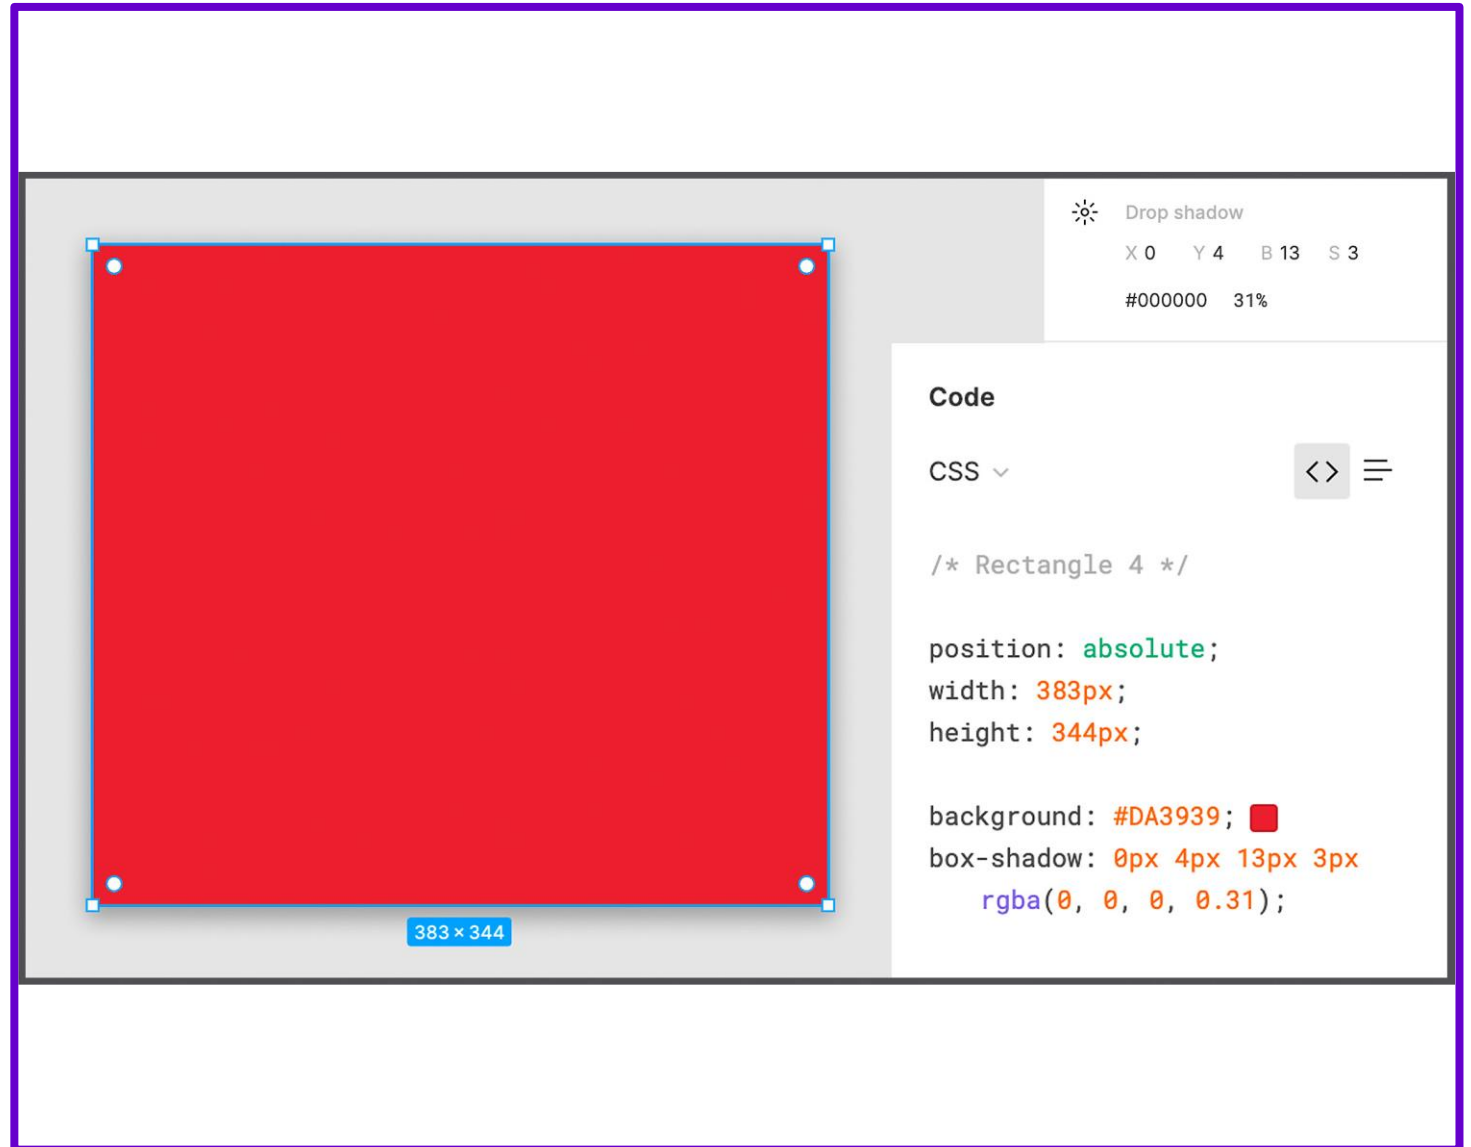 Drop shadow
X 0 Y 4 B 13 S 3
#000000 31%
Code
CSS
/* Rectangle 4 */
position: absolute;
width: 383px;
height: 344px;
background: #DA3939;
box-shadow: 0px 4px 13px 3px
rgba(0, 0, 0, 0.31);
383 × 344